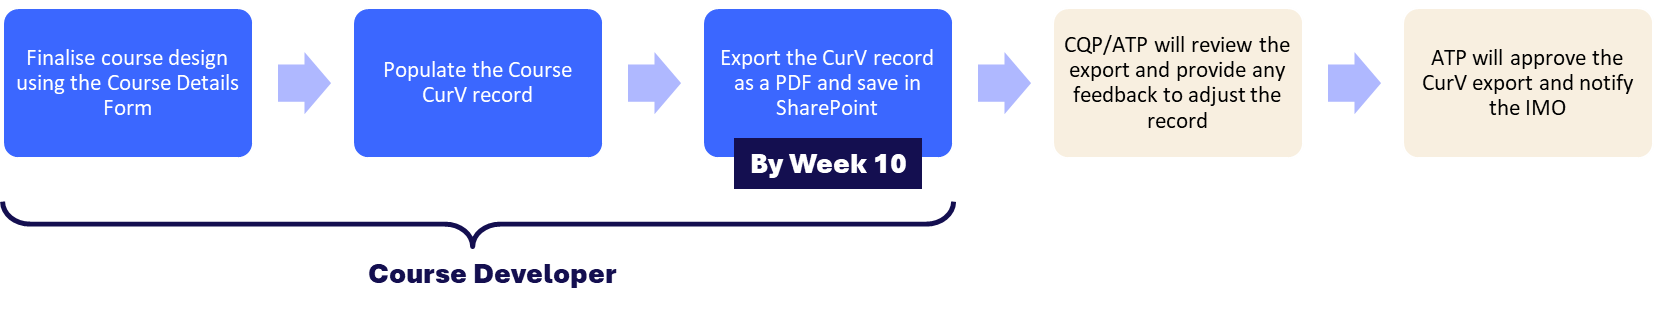 Finalise course design
using the Course Details
Form
Populate the Course
CurV record
Export the CurV record
as a PDF and save in
SharePoint
By Week 10
CQP/ATP will review the
export and provide any
feedback to adjust the
record
ATP will approve the
CurV export and notify
the IMO
Course Developer